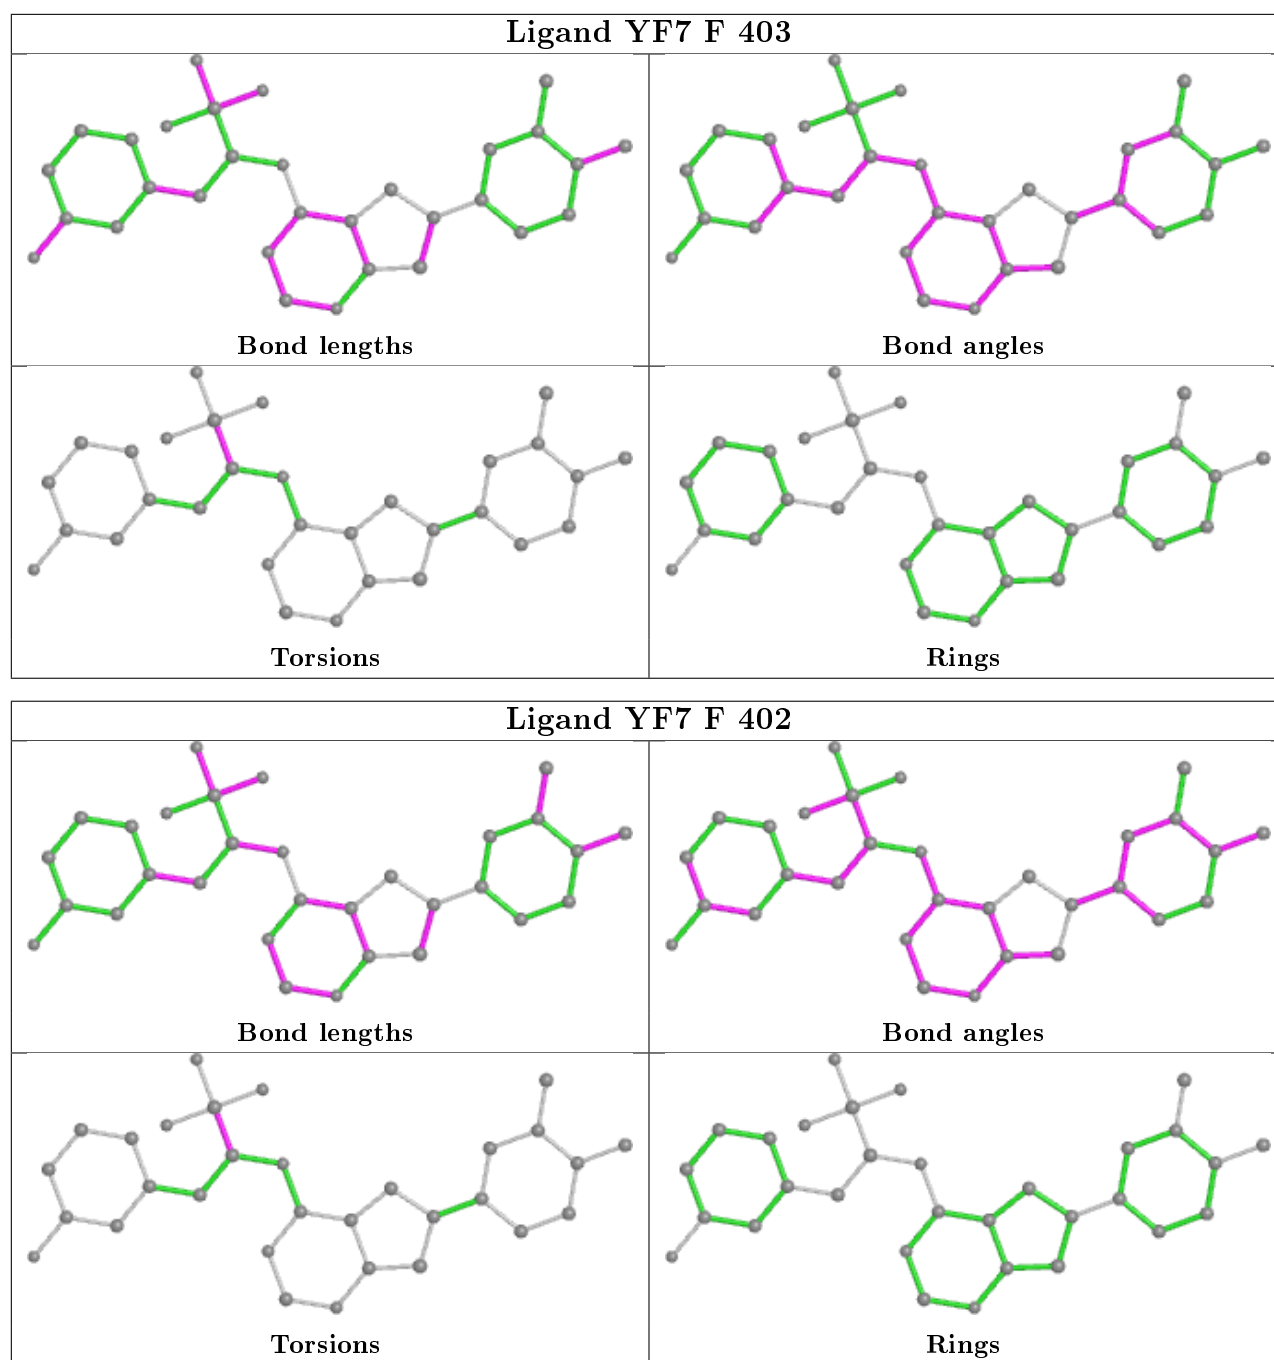 Ligand YF7 F 403
Bond lengths
Bond angles
Torsions
Rings
Ligand YF7 F 402
Bond lengths
Bond angles
Torsions
Rings